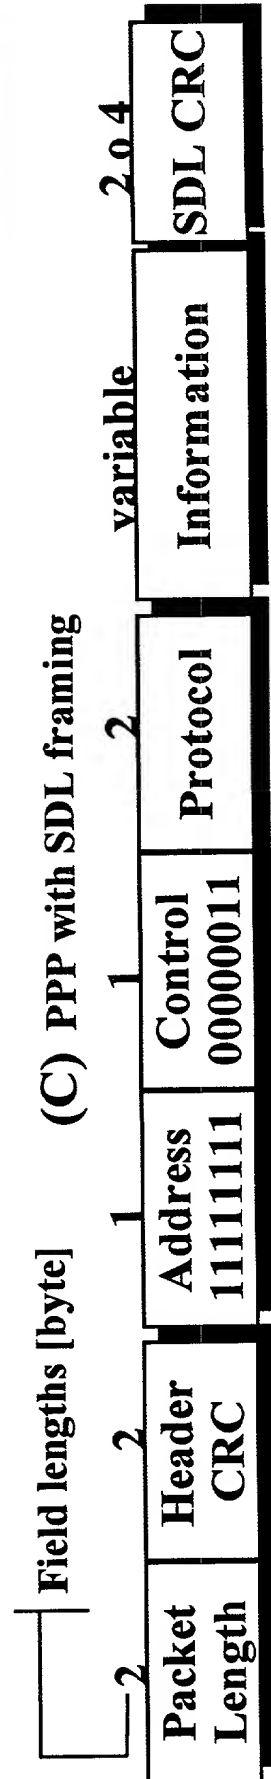 Field lengths [byte]
(C) PPP with SDL framing
2 2 1 1 2 variable 2 o 4
Packet Header Address Control Protocol Information SDL CRC
Length CRC 11111111 00000011